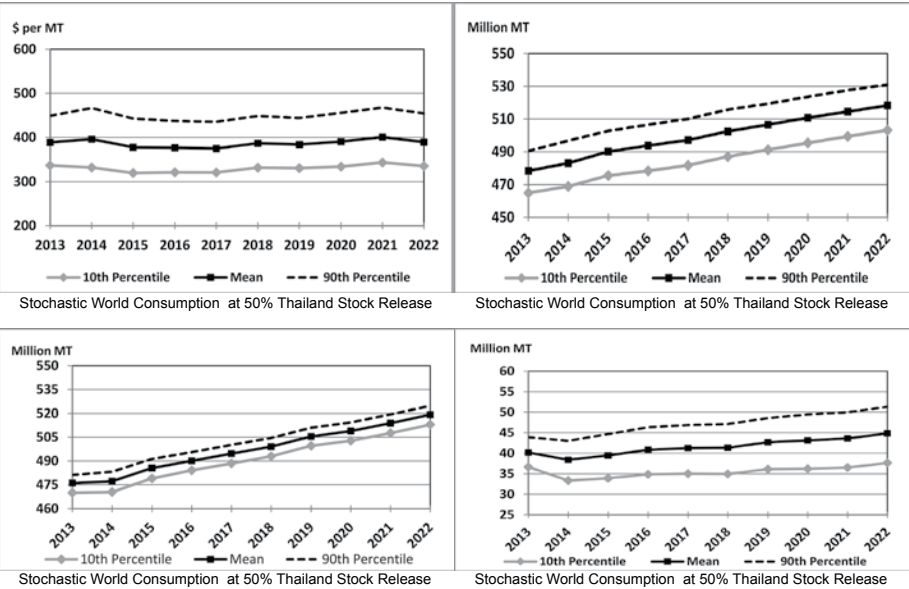 $ per MT
600
500
400
300
200
2013 2014 2015 2016 2017 2018 2019 2020 2021 2022
10th Percentile Mean 90th Percentile
Stochastic World Consumption at 50% Thailand Stock Release
Million MT
550
530
510
490
470
450
2013 2014 2015 2016 2017 2018 2019 2020 2021 2022
10th Percentile Mean 90th Percentile
Stochastic World Consumption at 50% Thailand Stock Release
Million MT
550
535
520
505
490
475
460
2013 2014 2015 2016 2017 2018 2019 2020 2021 2022
10th Percentile Mean 90th Percentile
Stochastic World Consumption at 50% Thailand Stock Release
Million MT
60
55
50
45
40
35
30
25
2013 2014 2015 2016 2017 2018 2019 2020 2021 2022
10th Percentile Mean 90th Percentile
Stochastic World Consumption at 50% Thailand Stock Release